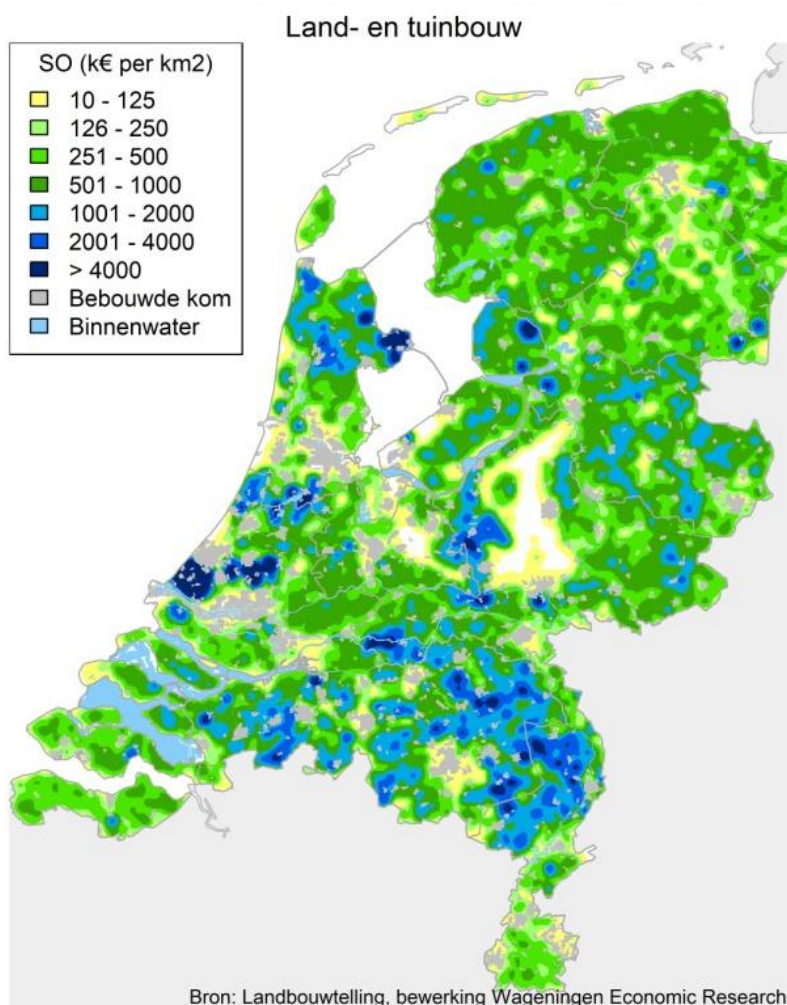 Land- en tuinbouw
SO (k€ per km2)
10 - 125
126 - 250
251 - 500
501 - 1000
1001 - 2000
2001 - 4000
> 4000
Bebouwde kom
Binnenwater
Bron: Landbouwtelling, bewerking Wageningen Economic Research